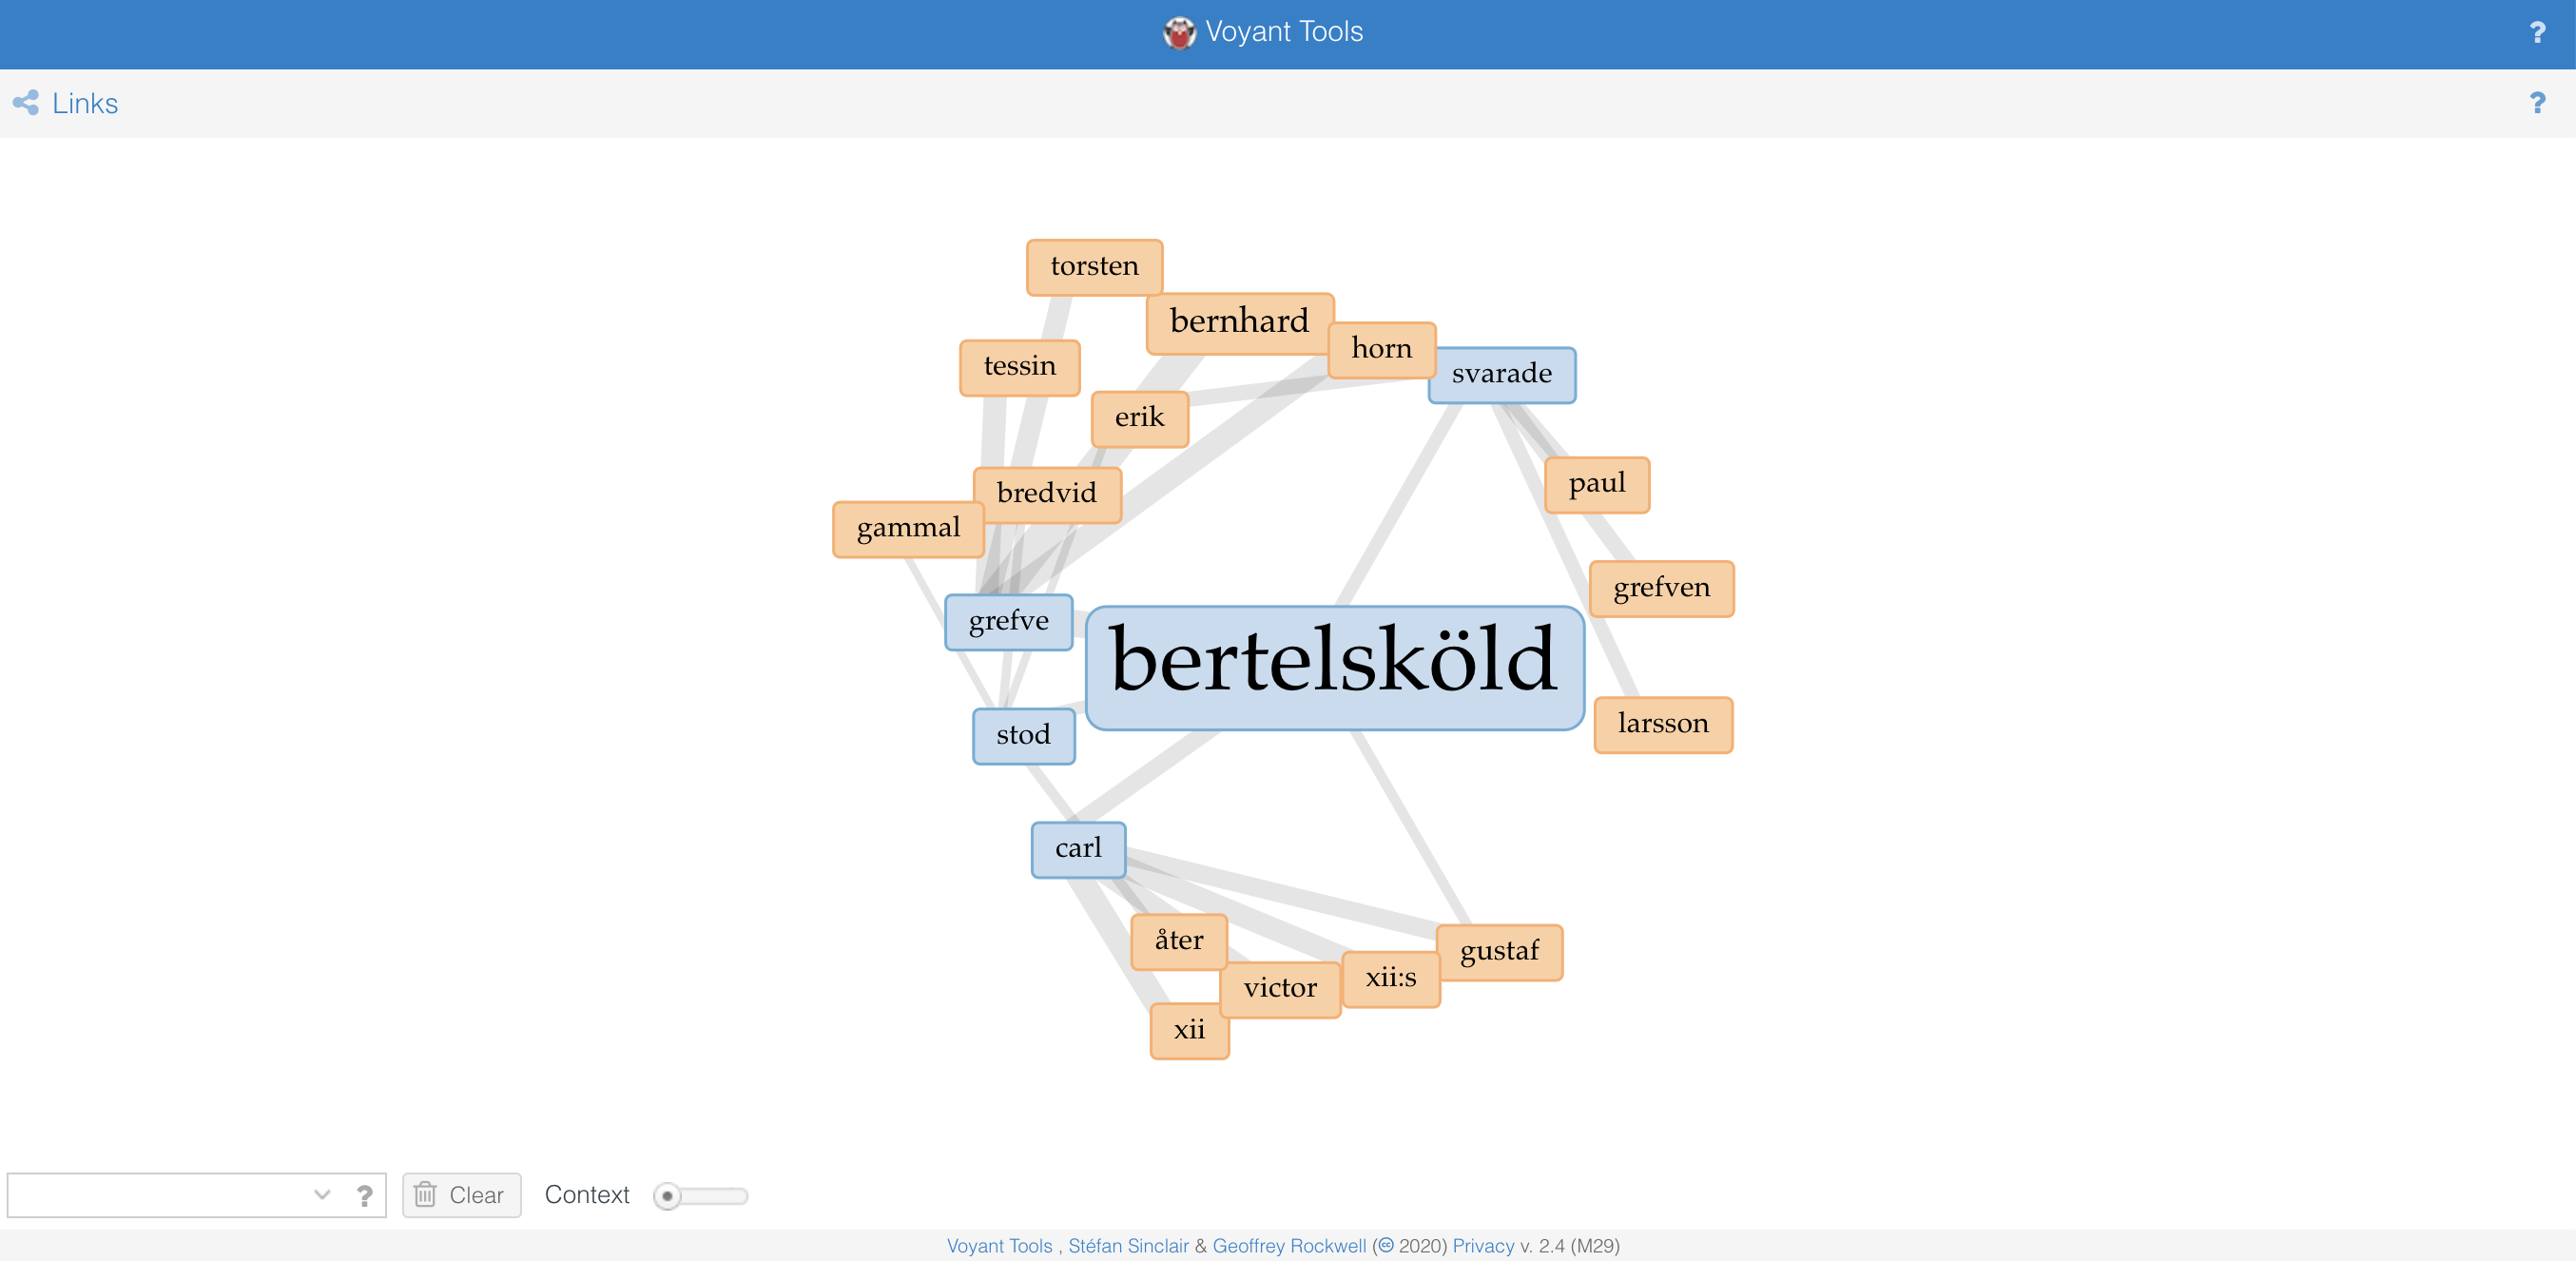 Voyant Tools
?
Links
?
torsten
bernhard
horn
tessin
svarade
erik
paul
bredvid
gammal
grefven
grefve
bertelsköld
larsson
stod
carl
åter
gustaf
xii:s
victor
xii
?
Clear
Context
Voyant Tools , Stéfan Sinclair & Geoffrey Rockwell (🄯 2020) Privacy v. 2.4 (M29)